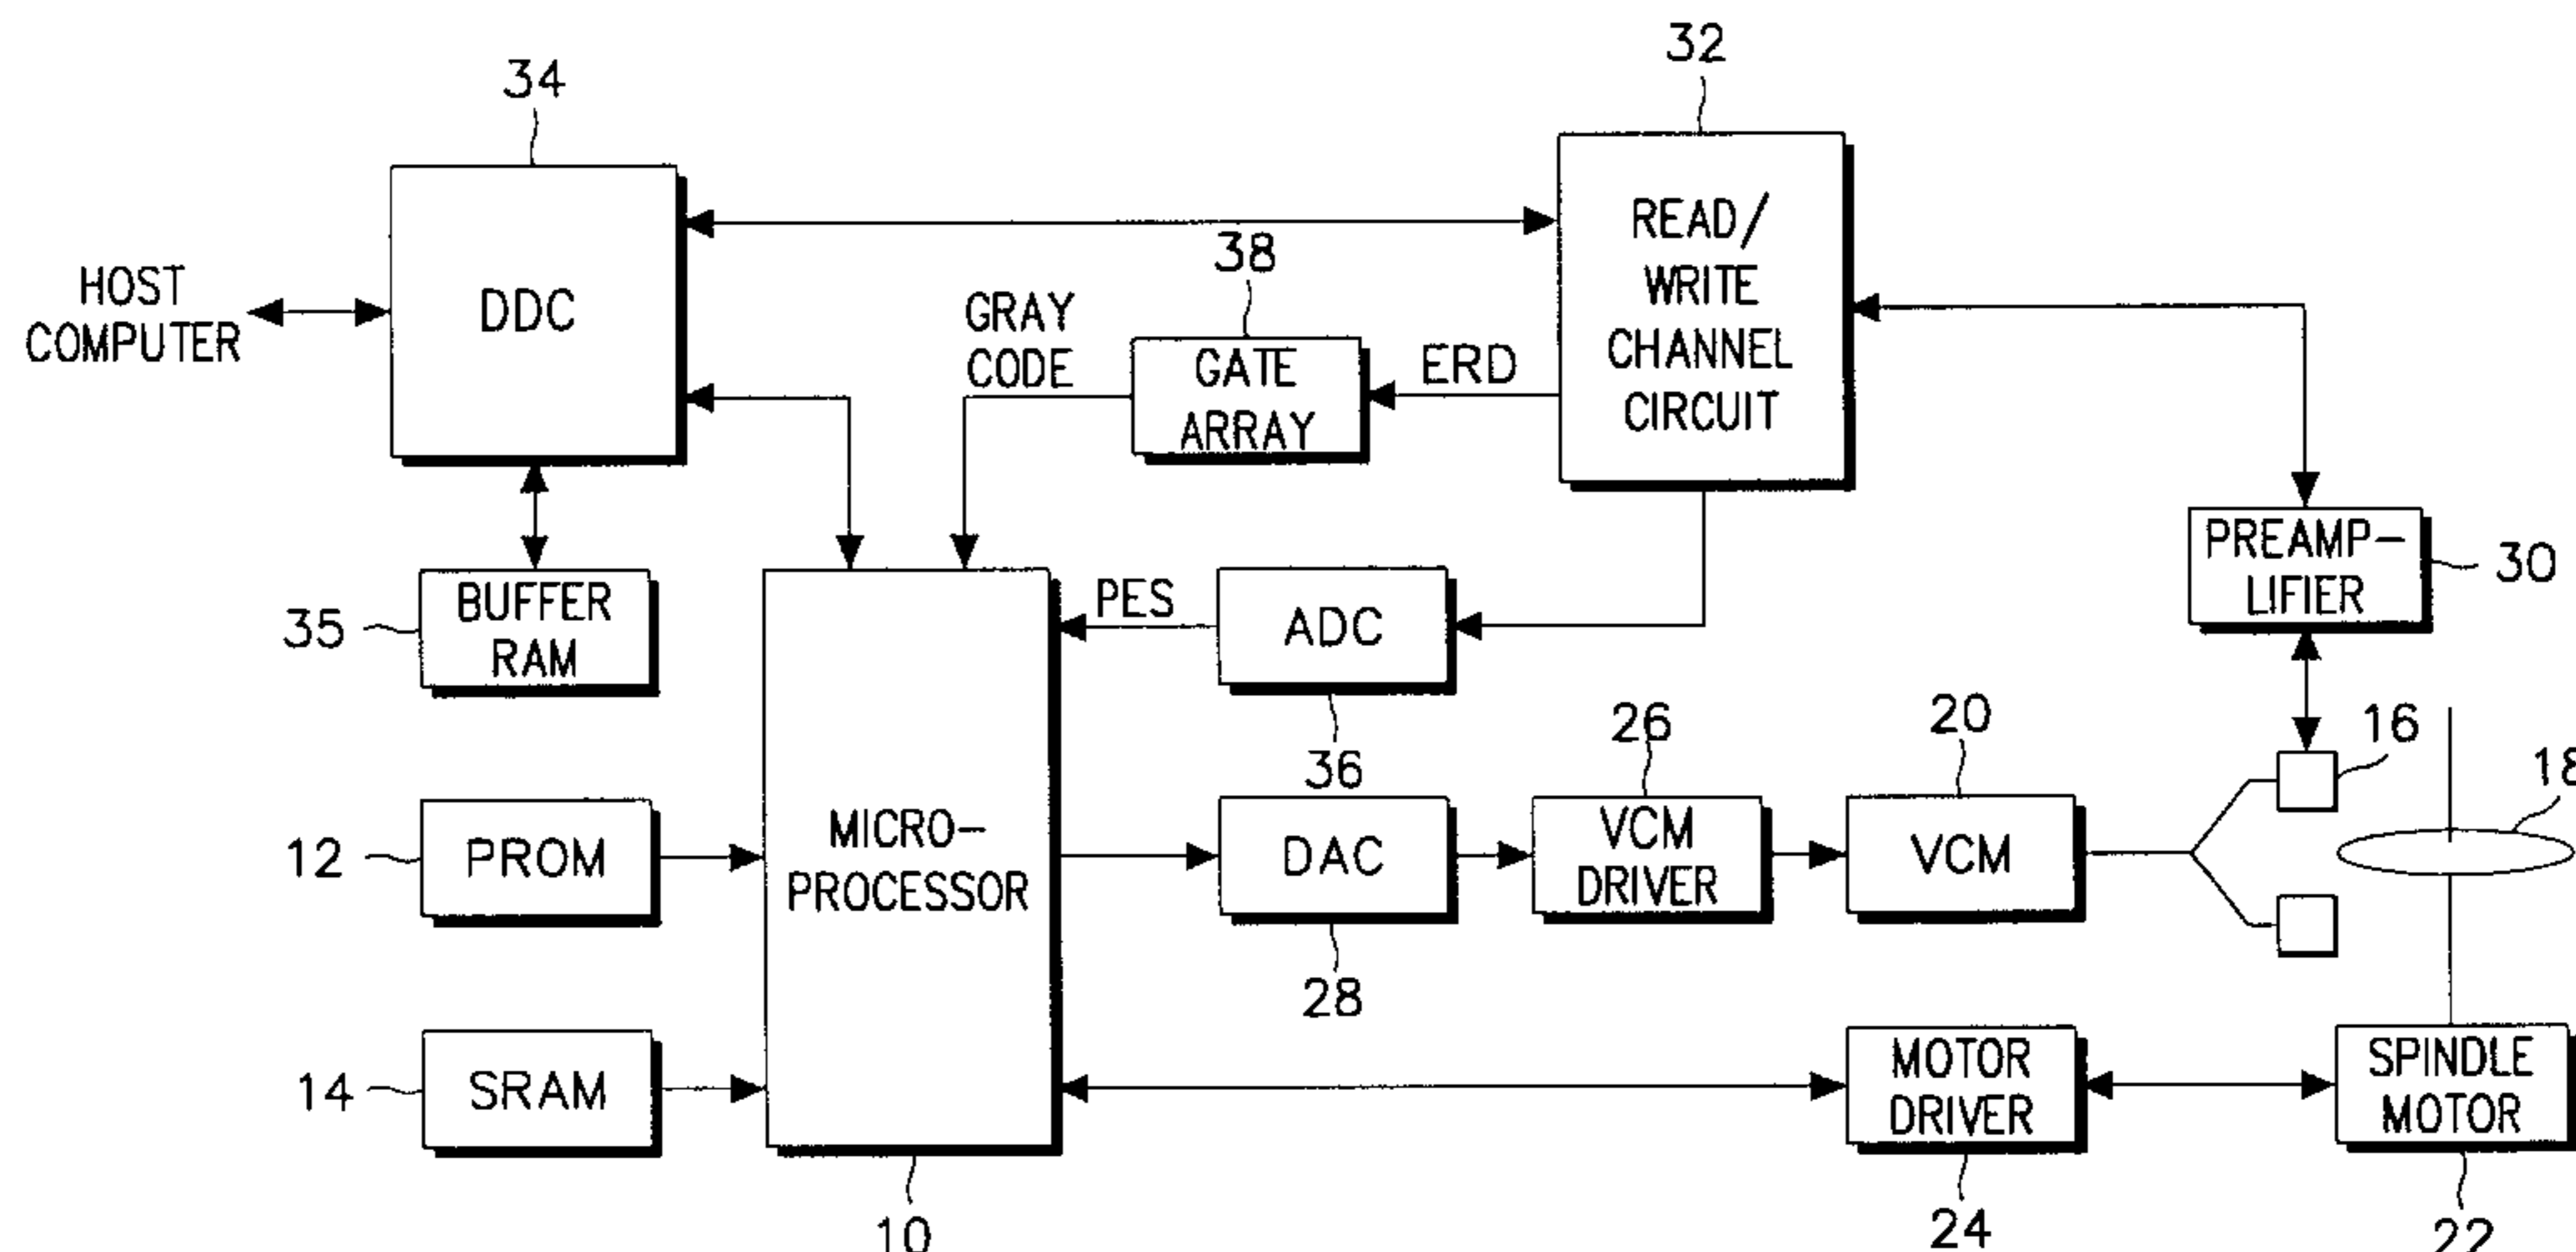 32
34
READ/
WRITE
CHANNEL
CIRCUIT
38
HOST
COMPUTER
DDC
GRAY
CODE
GATE
ARRAY
ERD
PREAMP-
LIFIER
30
35
BUFFER
RAM
PES
ADC
36
26
20
16
18
12
PROM
MICRO-
PROCESSOR
DAC
VCM
DRIVER
VCM
28
14
SRAM
MOTOR
DRIVER
SPINDLE
MOTOR
10
24
22